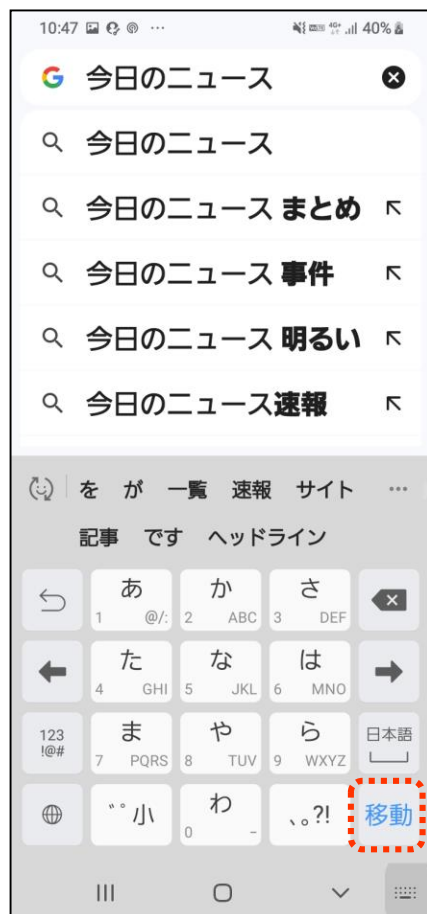 10:47 ... 4G+ 40%
今日のニュース
今日のニュース
今日のニュース まとめ
今日のニュース 事件
今日のニュース 明るい
今日のニュース速報
を が 一覧 速報 サイト ...
記事 です ヘッドライン
あ か さ
1 @/: 2 ABC 3 DEF
た な は
4 GHI 5 JKL 6 MNO
123 ま や ら 日本語
!@# 7 PQRS 8 TUV 9 WXYZ
゛゜小 わ 、。?! 移動
0 -